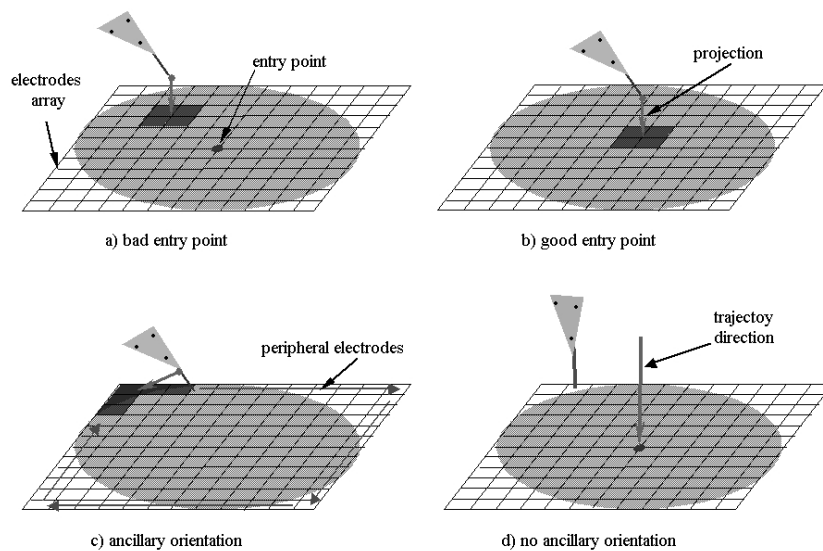 entry point
electrodes
array
a) bad entry point
projection
b) good entry point
peripheral electrodes
c) ancillary orientation
trajectoy
direction
d) no ancillary orientation